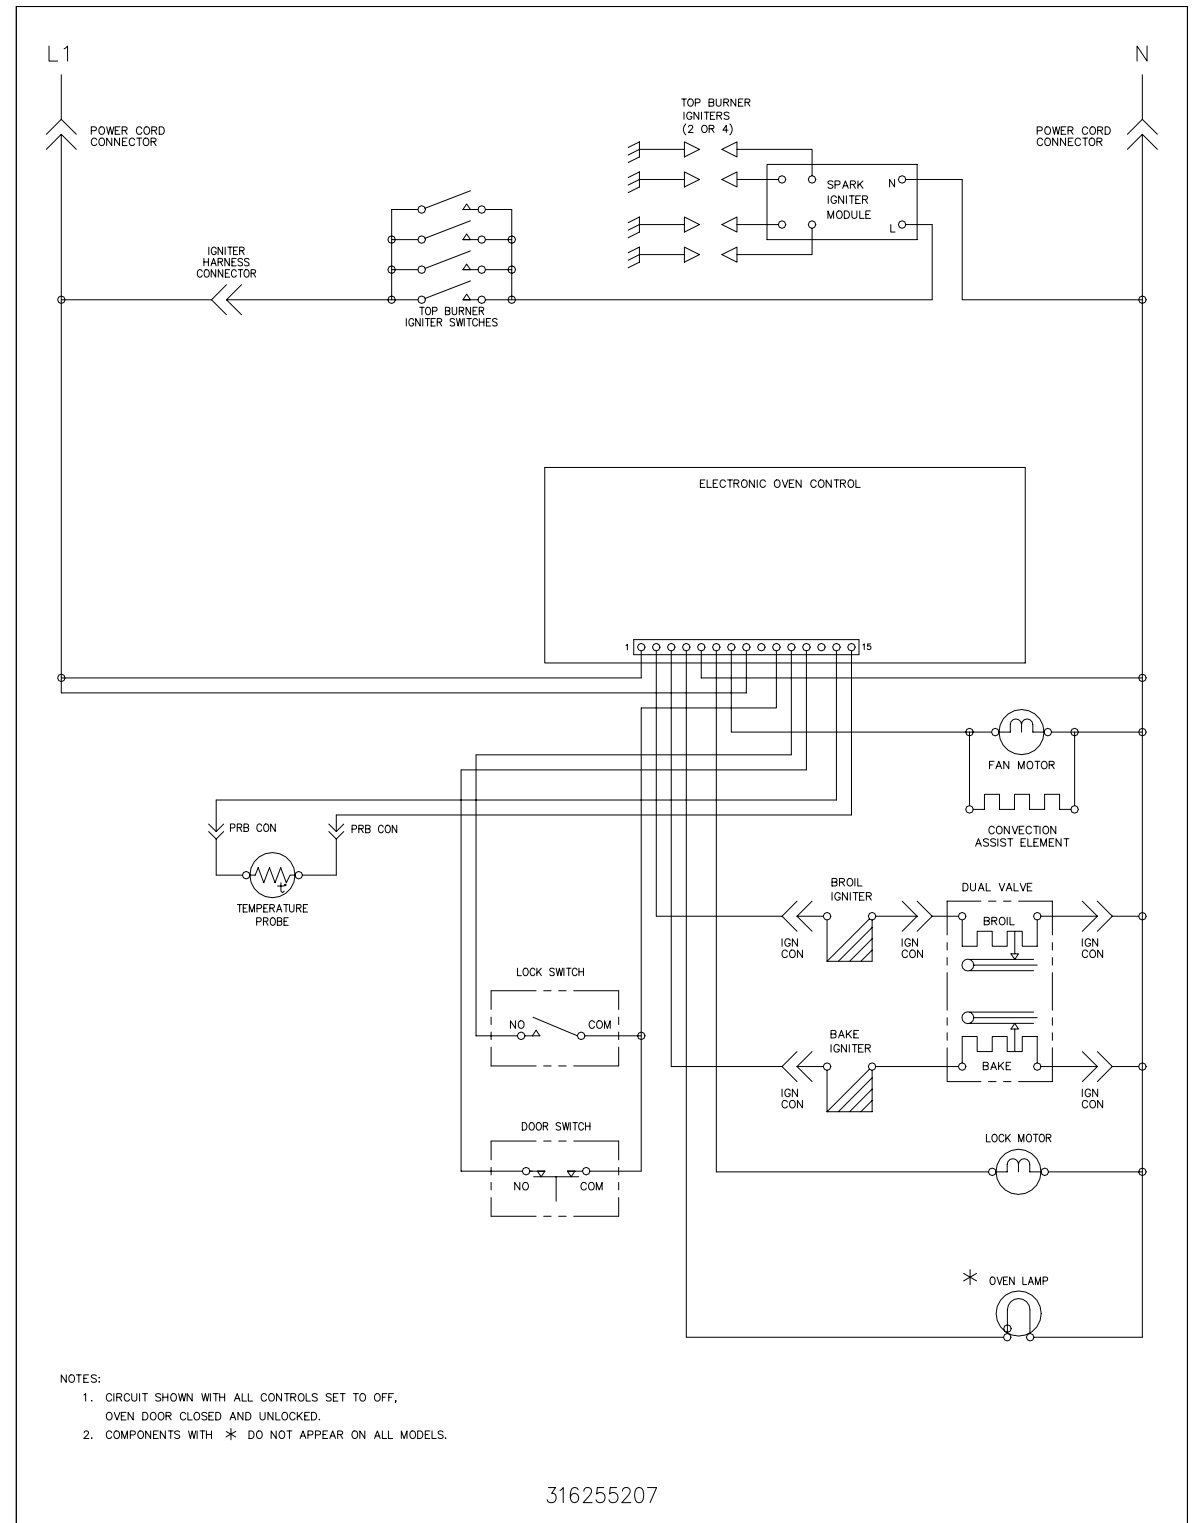 L1
N
POWER CORD
CONNECTOR
TOP BURNER
IGNITERS
(2 OR 4)
POWER CORD
CONNECTOR
SPARK
IGNITER
MODULE
N
L
IGNITER
HARNESS
CONNECTOR
TOP BURNER
IGNITER SWITCHES
ELECTRONIC OVEN CONTROL
1
15
FAN MOTOR
CONVECTION
ASSIST ELEMENT
PRB CON
PRB CON
t°
TEMPERATURE
PROBE
BROIL
IGNITER
DUAL VALVE
BROIL
IGN
CON
IGN
CON
IGN
CON
LOCK SWITCH
NO
COM
BAKE
IGNITER
BAKE
IGN
CON
IGN
CON
DOOR SWITCH
NO
COM
LOCK MOTOR
* OVEN LAMP
NOTES:
1. CIRCUIT SHOWN WITH ALL CONTROLS SET TO OFF,
OVEN DOOR CLOSED AND UNLOCKED.
2. COMPONENTS WITH * DO NOT APPEAR ON ALL MODELS.
316255207